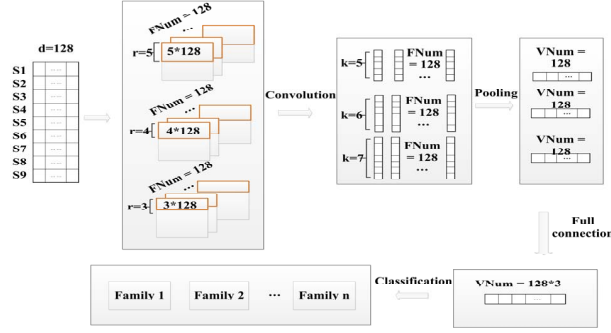 d=128
S1
S2
S3
S4
S5
S6
S7
S8
S9
FNum = 128
...
r=5
5*128
FNum = 128
...
r=4
4*128
FNum = 128
...
r=3
3*128
Convolution
k=5
FNum
= 128
...
k=6
FNum
= 128
...
k=7
FNum
= 128
...
Pooling
VNum =
128
...
VNum =
128
...
VNum =
128
...
Full
connection
VNum = 128*3
Classification
Family 1
Family 2
...
Family n